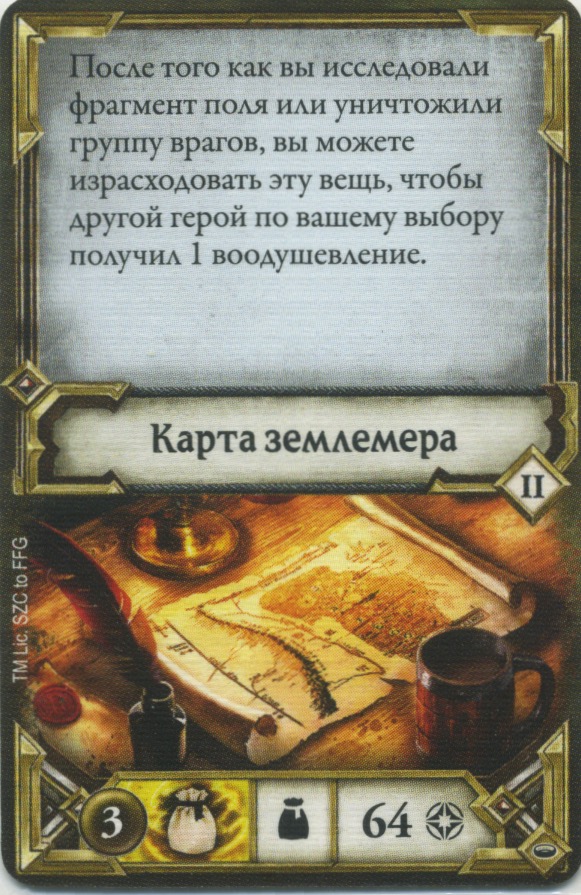 После того как вы исследовали
фрагмент поля или уничтожили
группу врагов, вы можете
израсходовать эту вещь, чтобы
другой герой по вашему выбору
получил 1 воодушевление.
Карта землемера
II
TM Lic. SZC to FFG
3
64